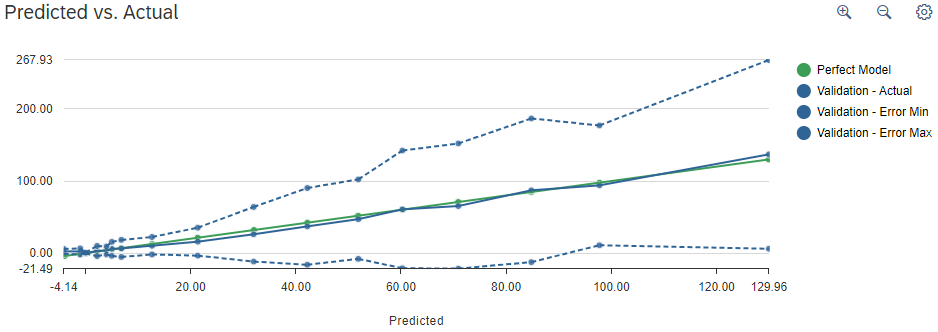 Predicted vs. Actual
267.93
200.00
100.00
0.00
-21.49
-4.14
20.00
40.00
60.00
80.00
100.00
120.00
129.96
Predicted
Perfect Model
Validation - Actual
Validation - Error Min
Validation - Error Max